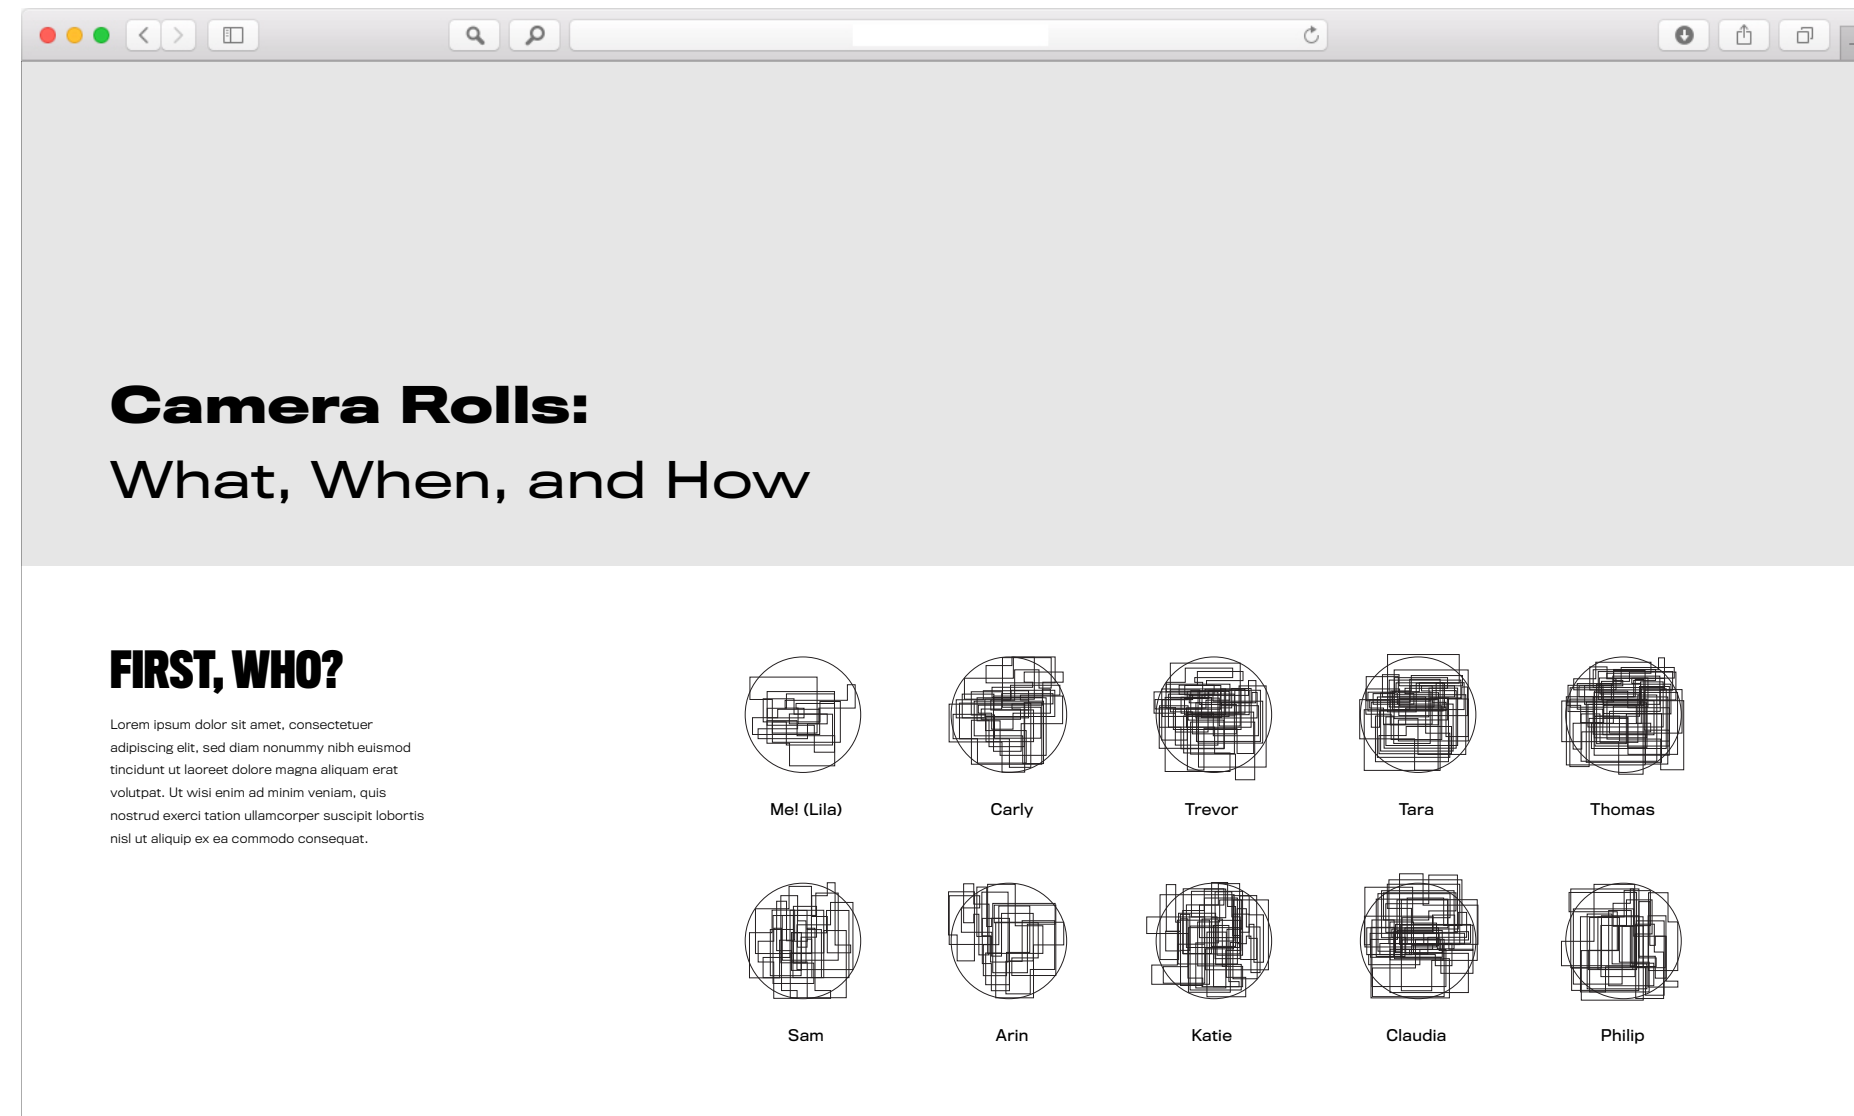 Camera Rolls:
What, When, and How
FIRST, WHO?
Lorem ipsum dolor sit amet, consectetuer
adipiscing elit, sed diam nonummy nibh euismod
tincidunt ut laoreet dolore magna aliquam erat
volutpat. Ut wisi enim ad minim veniam, quis
nostrud exerci tation ullamcorper suscipit lobortis
nisl ut aliquip ex ea commodo consequat.
Me! (Lila)
Carly
Trevor
Tara
Thomas
Sam
Arin
Katie
Claudia
Philip